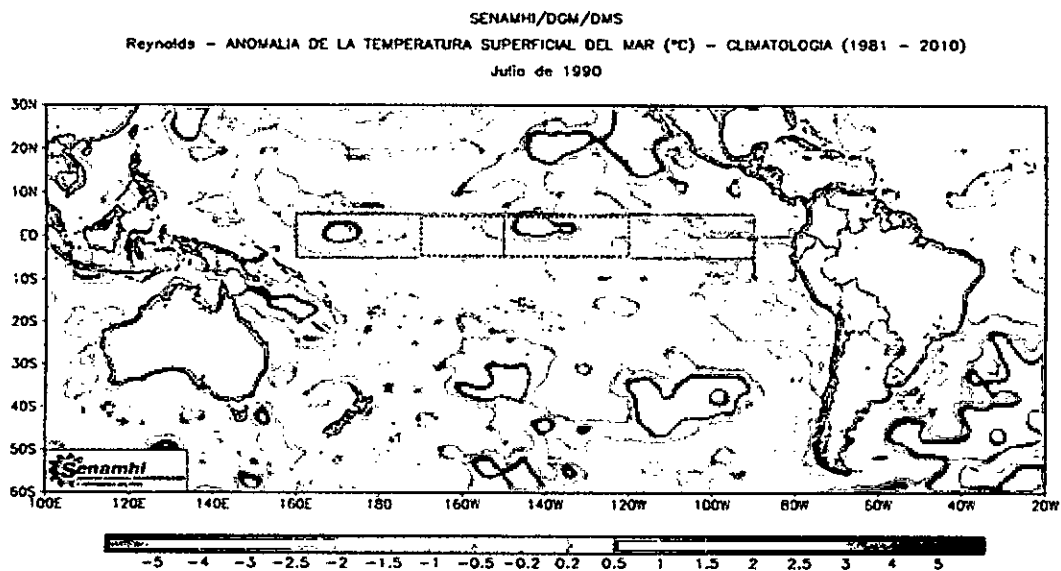 SENAMHI/DGM/DMS
Reynolds - ANOMALIA DE LA TEMPERATURA SUPERFICIAL DEL MAR (°C) - CLIMATOLOGIA (1981 - 2010)
Julio de 1990
30N
20N
10N
EQ
10S
20S
30S
40S
50S
60S
Senamhi
100E 120E 140E 160E 180 160W 140W 120W 100W 80W 60W 40W 20W
-5 -4 -3 -2.5 -2 -1.5 -1 -0.5 -0.2 0.2 0.5 1 1.5 2 2.5 3 4 5